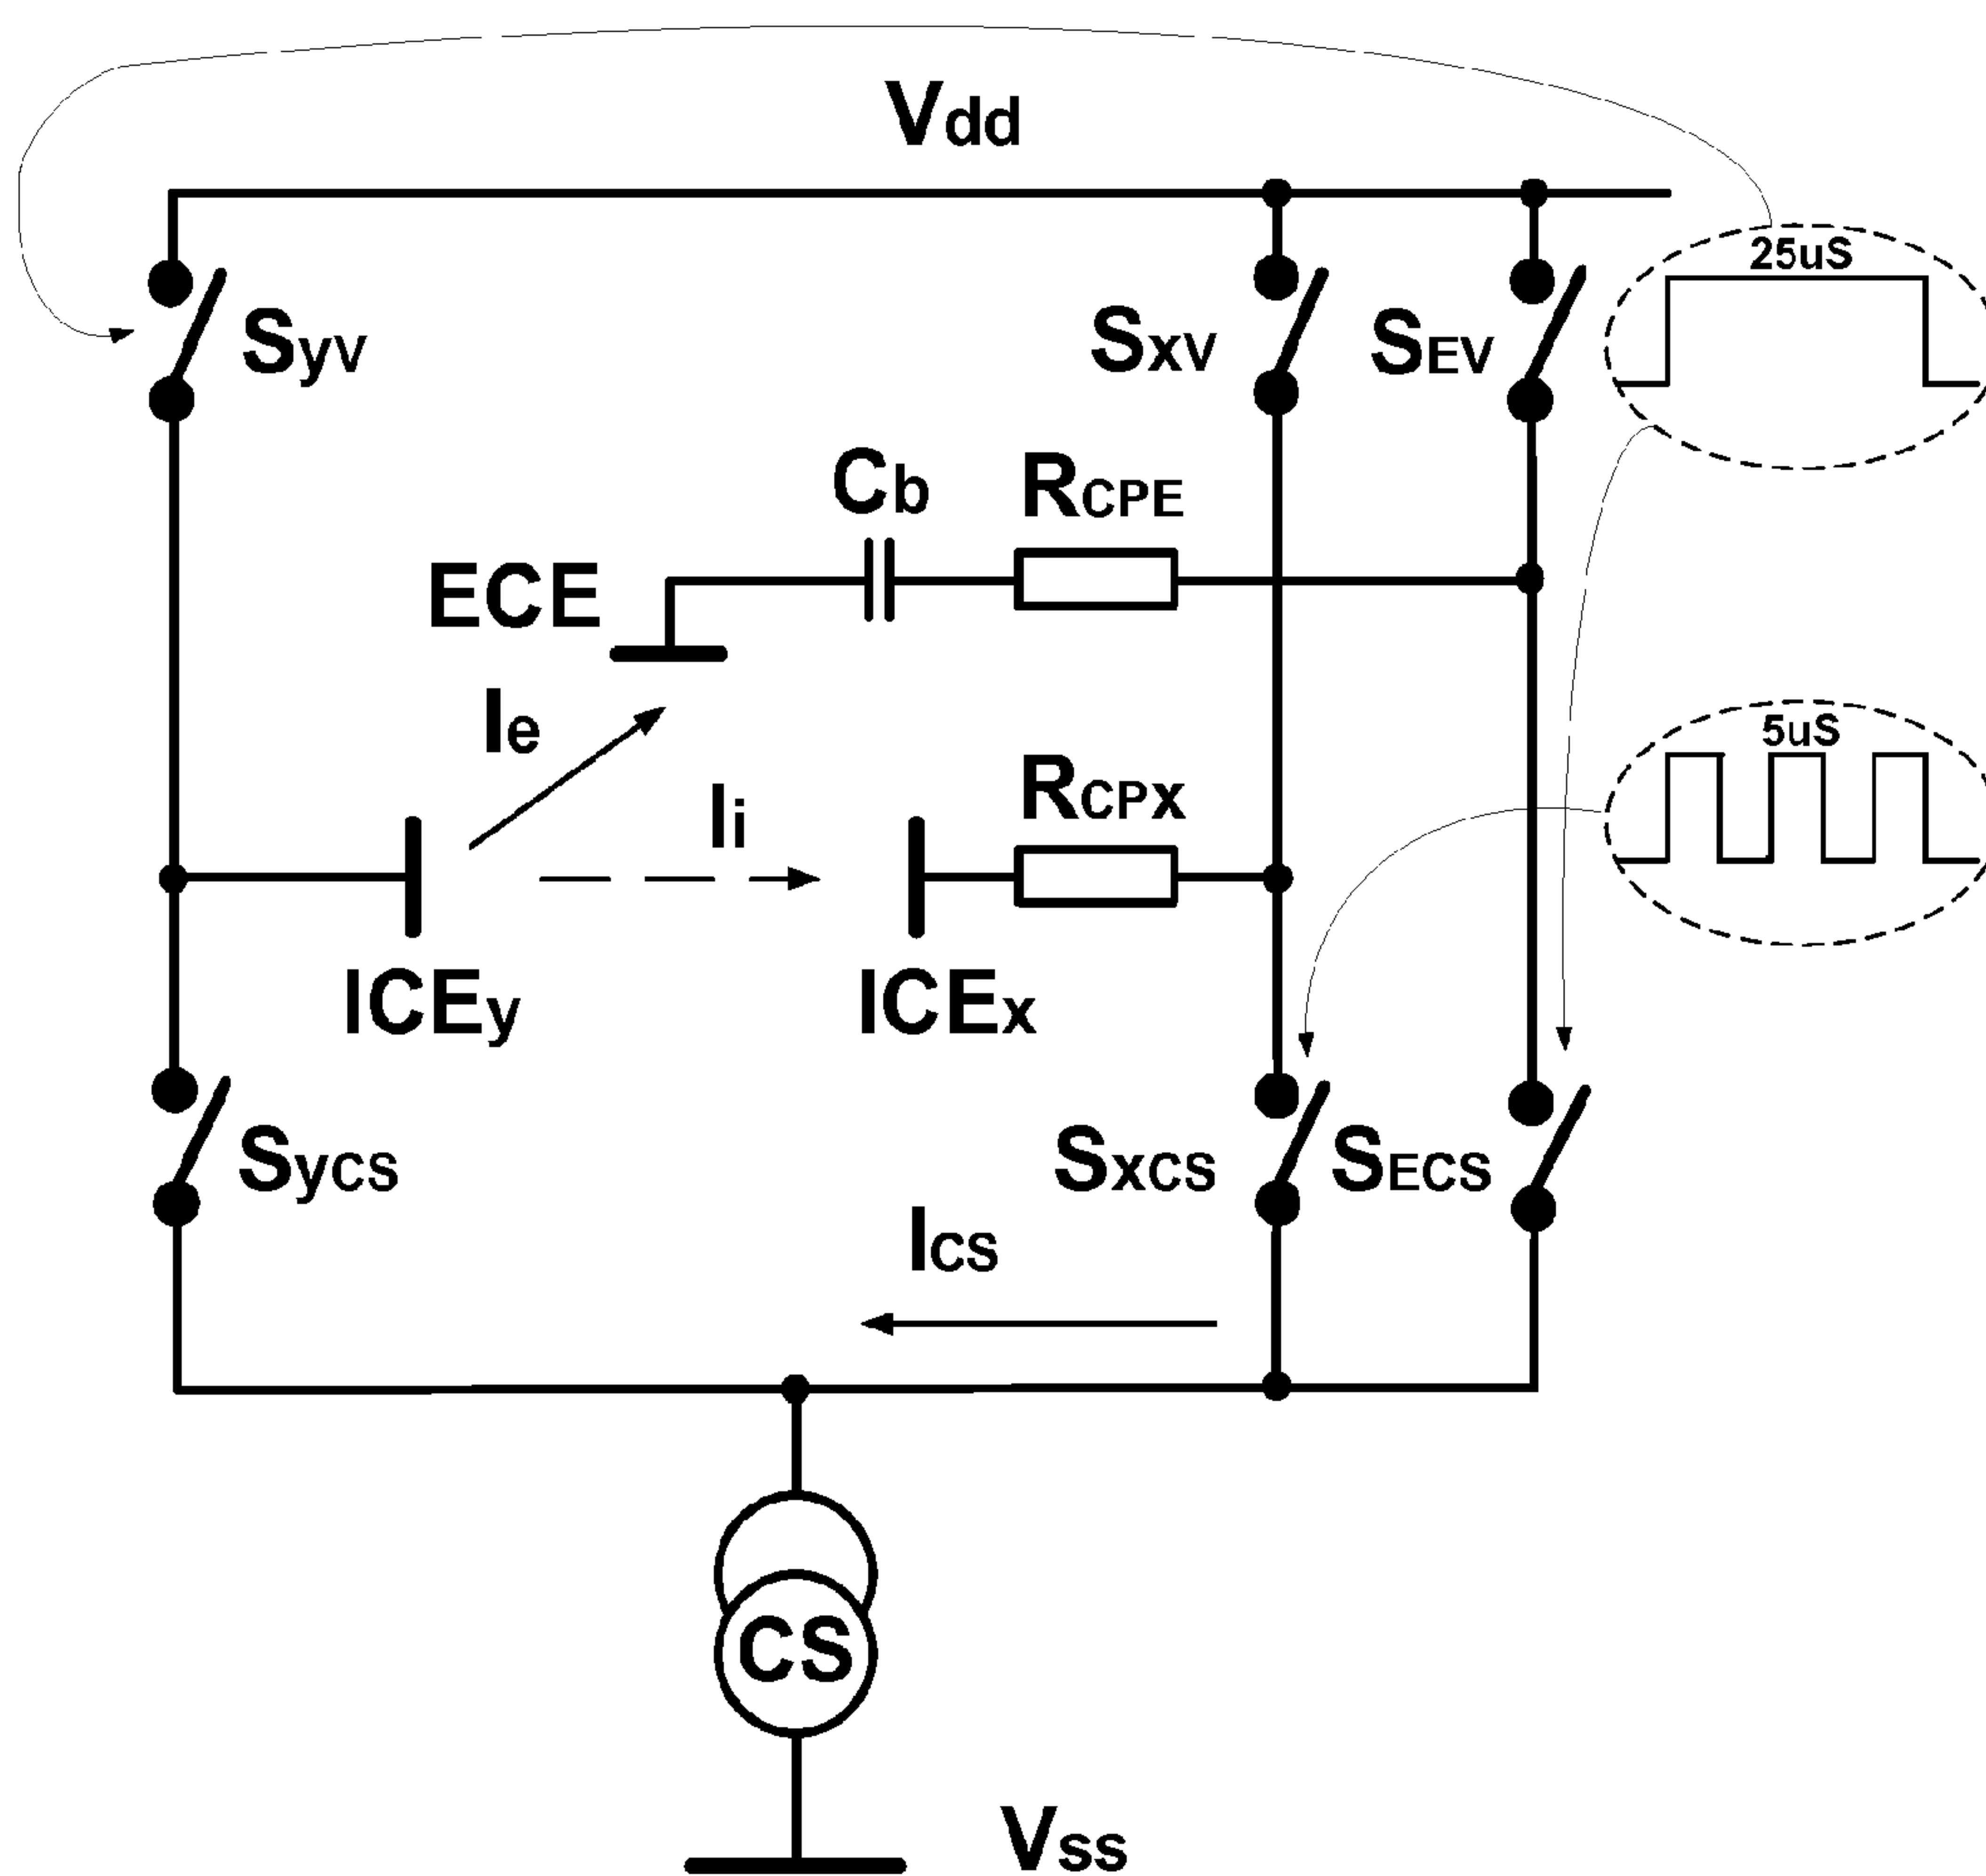 Vdd
25uS
SyV
SxV
SEV
Cb
RCPE
ECE
Ie
5uS
RCPX
Ii
ICEy
ICEx
SyCS
SxCS
SECS
ICS
CS
Vss